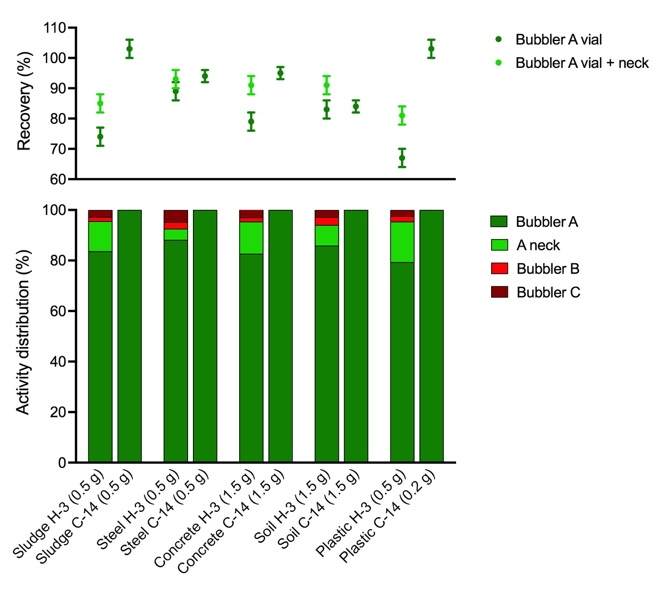 110
100
90
80
70
60
Recovery (%)
Bubbler A vial
Bubbler A vial + neck
100
80
60
40
20
0
Activity distribution (%)
Bubbler A
A neck
Bubbler B
Bubbler C
Sludge H-3 (0.5 g)
Sludge C-14 (0.5 g)
Steel H-3 (0.5 g)
Steel C-14 (0.5 g)
Concrete H-3 (1.5 g)
Concrete C-14 (1.5 g)
Soil H-3 (1.5 g)
Soil C-14 (1.5 g)
Plastic H-3 (0.5 g)
Plastic C-14 (0.2 g)